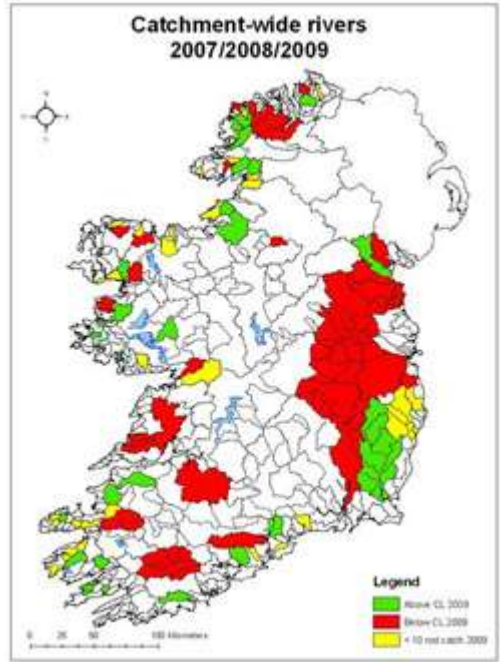 Catchment-wide rivers
2007/2008/2009
Legend
Above CL 2009
Below CL 2009
< 10 rod catch 2009
0 25 50 100 Kilometers